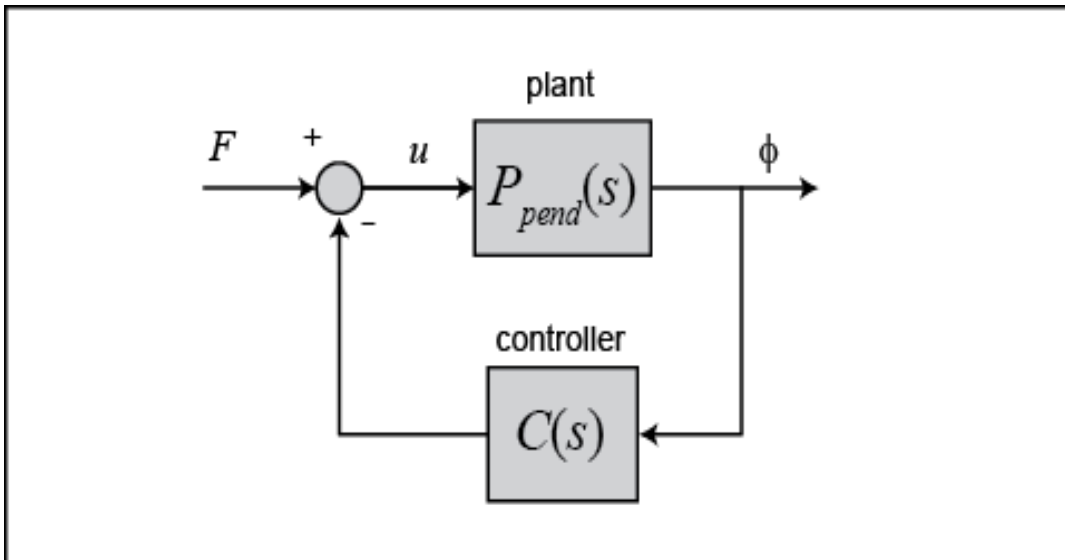 plant
F
+
u
P_pend(s)
ϕ
-
controller
C(s)